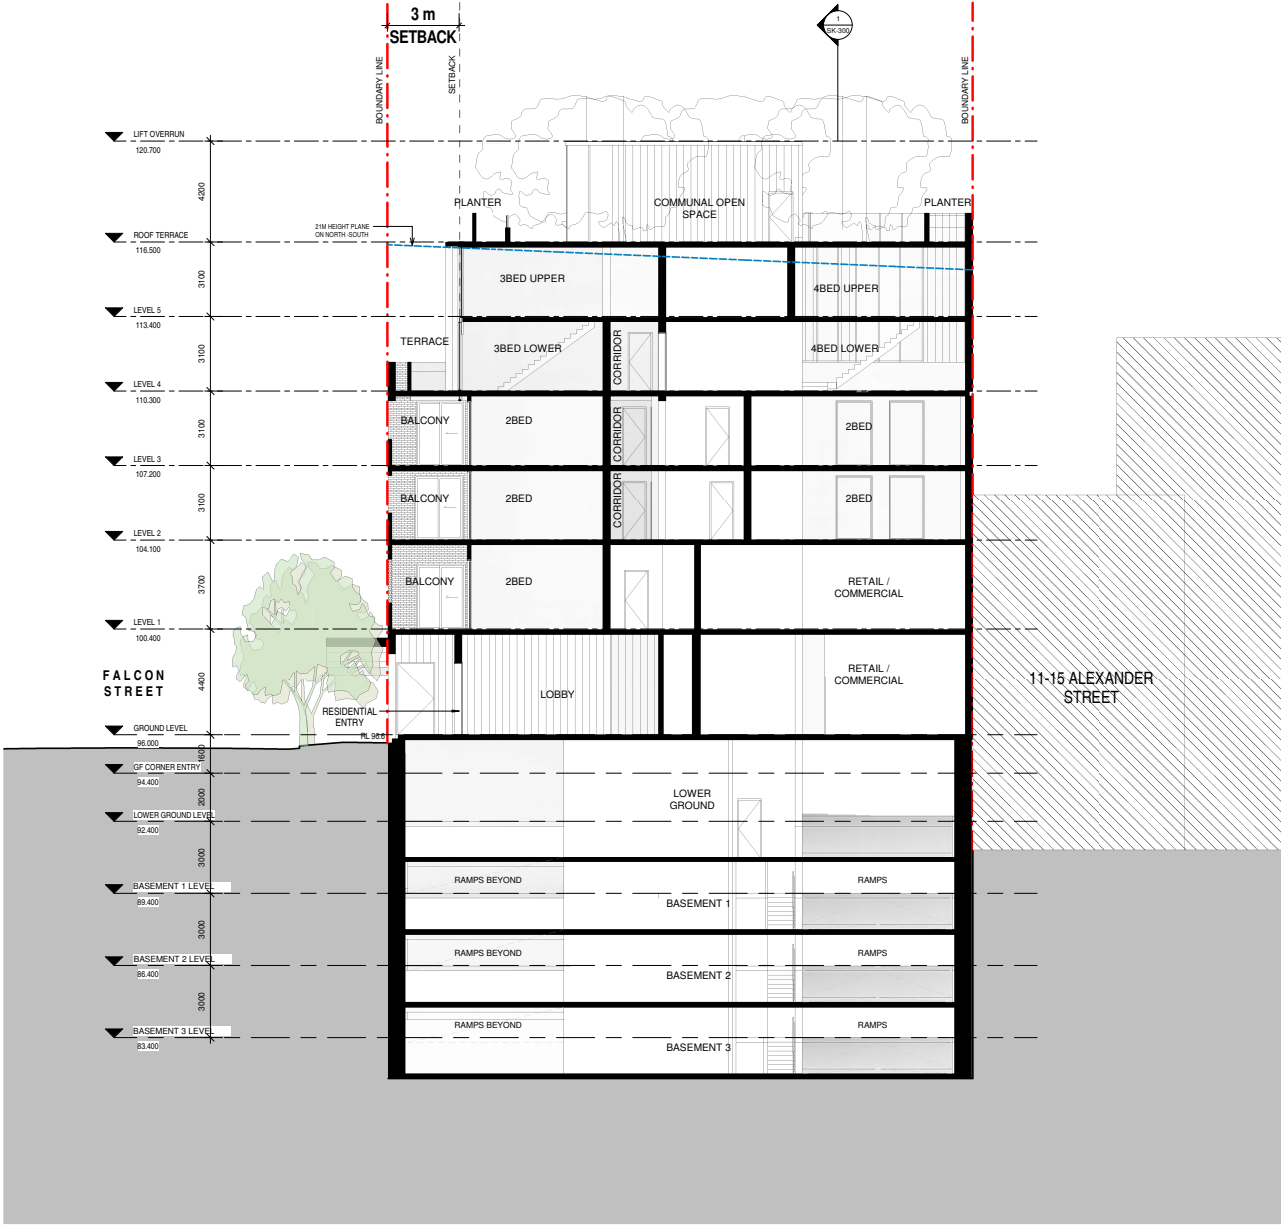 3 m
SETBACK
1
SK-300
BOUNDARY LINE
SETBACK
BOUNDARY LINE
LIFT OVERRUN
120.700
4200
PLANTER
COMMUNAL OPEN
SPACE
PLANTER
21M HEIGHT PLANE
ON NORTH -SOUTH
ROOF TERRACE
116.500
3100
3BED UPPER
4BED UPPER
LEVEL 5
113.400
3100
TERRACE
3BED LOWER
CORRIDOR
4BED LOWER
LEVEL 4
110.300
3100
BALCONY
2BED
CORRIDOR
2BED
LEVEL 3
107.200
3100
BALCONY
2BED
CORRIDOR
2BED
LEVEL 2
104.100
3700
BALCONY
2BED
RETAIL /
COMMERCIAL
LEVEL 1
100.400
4400
FALCON
STREET
LOBBY
RETAIL /
COMMERCIAL
11-15 ALEXANDER
STREET
RESIDENTIAL
ENTRY
GROUND LEVEL
96.000
1600
GF CORNER ENTRY
94.400
2000
LOWER
GROUND
LOWER GROUND LEVEL
92.400
3000
RAMPS BEYOND
RAMPS
BASEMENT 1 LEVEL
89.400
BASEMENT 1
3000
RAMPS BEYOND
RAMPS
BASEMENT 2 LEVEL
86.400
BASEMENT 2
3000
RAMPS BEYOND
RAMPS
BASEMENT 3 LEVEL
83.400
BASEMENT 3